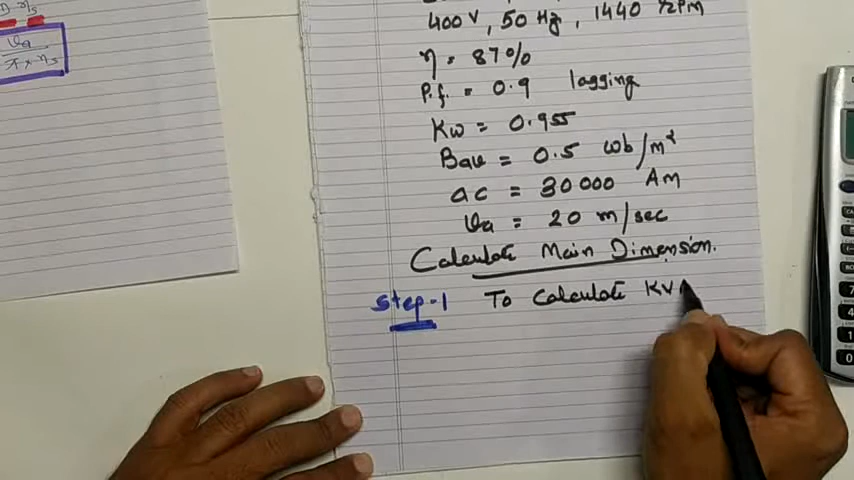 400 V, 50 Hz, 1440 rpm
η = 87%
P.f. = 0.9 lagging
Kw = 0.955
Bav = 0.5 wb/m²
ac = 30000 Am
va = 20 m/sec
Calculate Main Dimension.
Step-1 To Calculate KVA